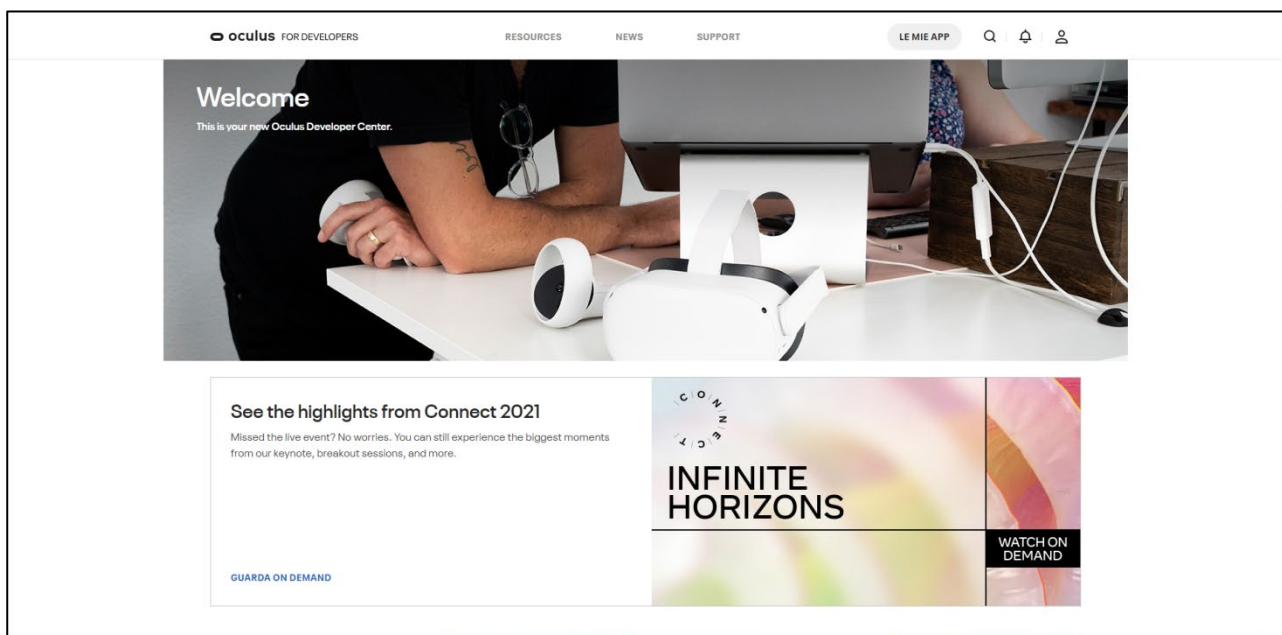 oculus FOR DEVELOPERS
RESOURCES
NEWS
SUPPORT
LE MIE APP
Welcome
This is your new Oculus Developer Center.
See the highlights from Connect 2021
Missed the live event? No worries. You can still experience the biggest moments
from our keynote, breakout sessions, and more.
GUARDA ON DEMAND
CONNECT
INFINITE
HORIZONS
WATCH ON
DEMAND